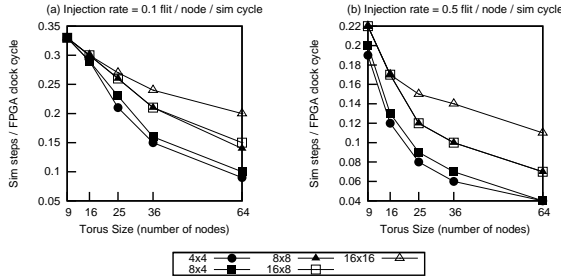 (a) Injection rate = 0.1 flit / node / sim cycle
Sim steps / FPGA clock cycle
0.35
0.3
0.25
0.2
0.15
0.1
0.05
9 16 25 36 64
Torus Size (number of nodes)
(b) Injection rate = 0.5 flit / node / sim cycle
Sim steps / FPGA clock cycle
0.22
0.2
0.18
0.16
0.14
0.12
0.1
0.08
0.06
0.04
9 16 25 36 64
Torus Size (number of nodes)
4x4 8x8 16x16
8x4 16x8